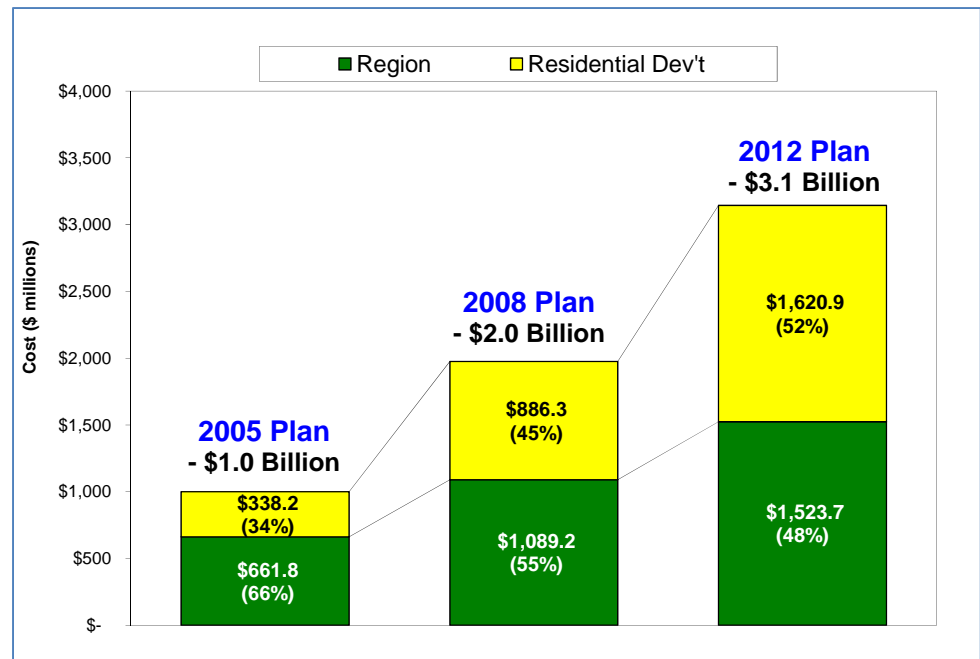 Region
Residential Dev't
Cost ($ millions)
$4,000
$3,500
$3,000
$2,500
$2,000
$1,500
$1,000
$500
$-
2005 Plan
- $1.0 Billion
$338.2
(34%)
$661.8
(66%)
2008 Plan
- $2.0 Billion
$886.3
(45%)
$1,089.2
(55%)
2012 Plan
- $3.1 Billion
$1,620.9
(52%)
$1,523.7
(48%)